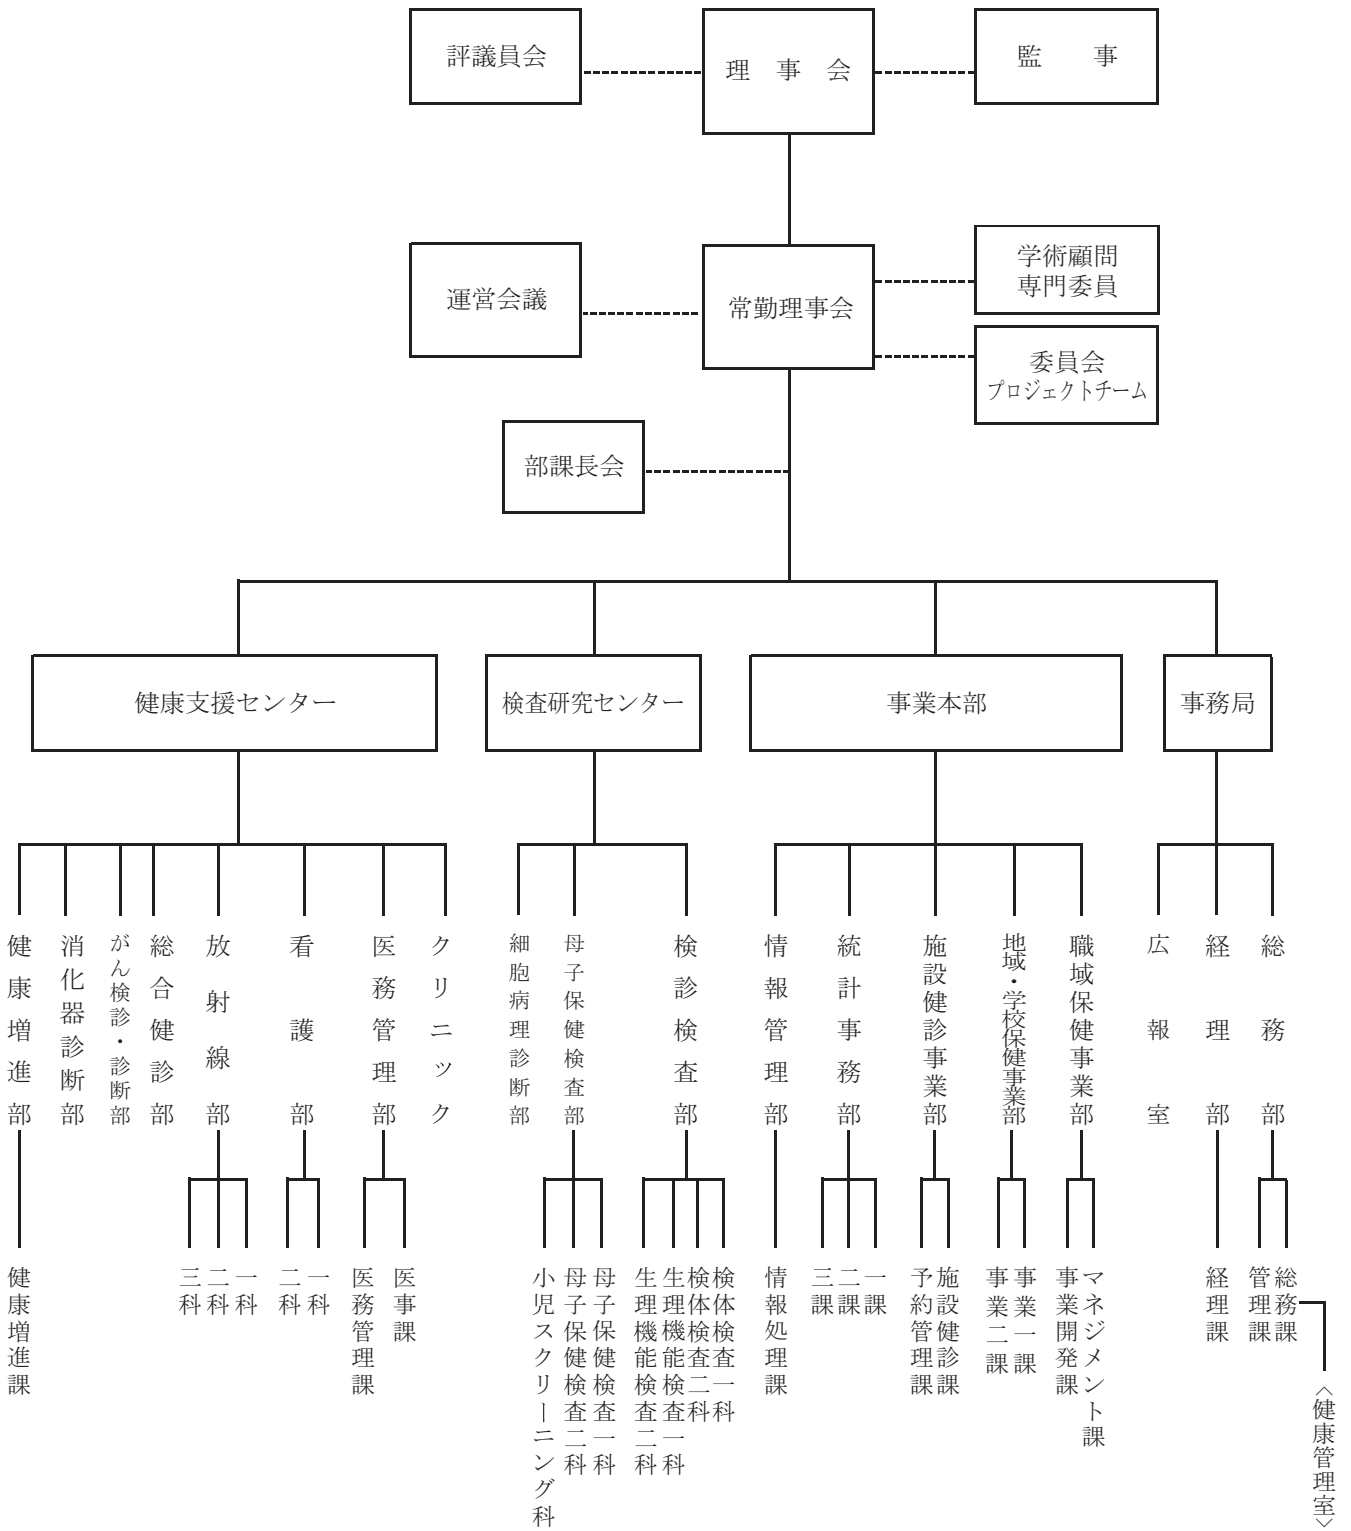 評議員会
理事会
監事
運営会議
常勤理事会
学術顧問
専門委員
委員会
プロジェクトチーム
部課長会
健康支援センター
検査研究センター
事業本部
事務局
健康増進部
消化器診断部
がん検診・診断部
総合健診部
放射線部
看護部
医務管理部
クリニック
細胞病理診断部
母子保健検査部
検診検査部
情報管理部
統計事務部
施設健診事業部
地域・学校保健事業部
職域保健事業部
広報室
経理部
総務部
健康増進課
三科
二科
一科
二科
一科
医務管理課
医事課
小児スクリーニング科
母子保健検査二科
母子保健検査一科
生理機能検査二科
生理機能検査一科
検体検査二科
検体検査一科
情報処理課
三課
二課
一課
予約管理課
施設健診課
事業二課
事業一課
事業開発課
マネジメント課
経理課
管理課
総務課
〈健康管理室〉